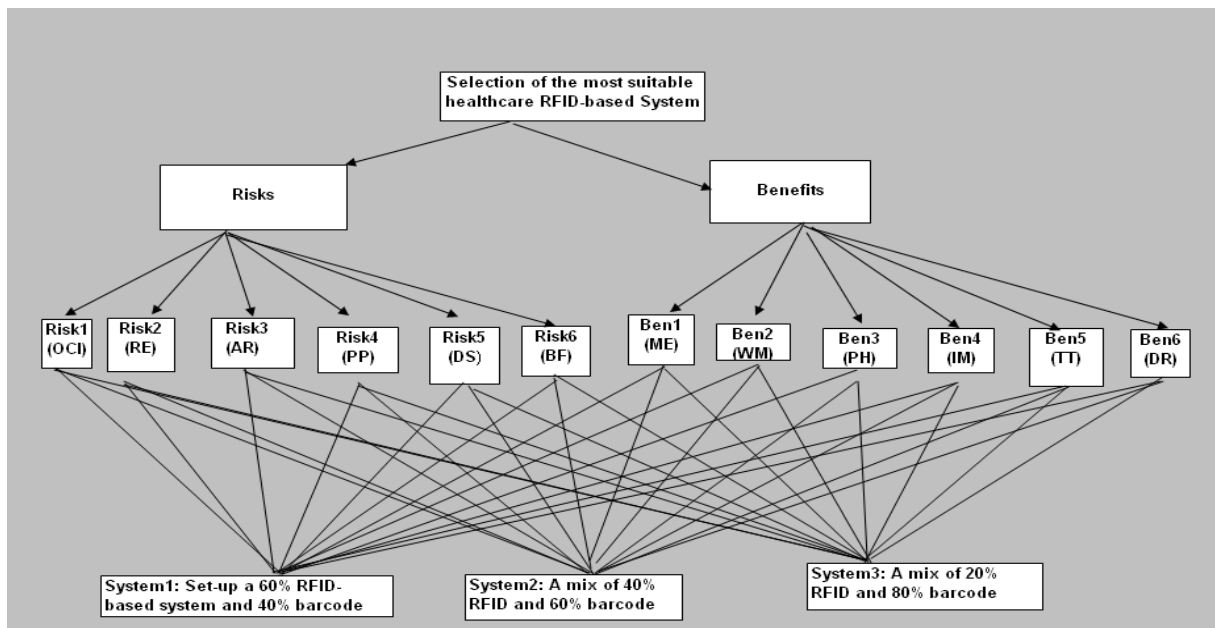 Selection of the most suitable
healthcare RFID-based System
Risks
Benefits
Risk1
(OCI)
Risk2
(RE)
Risk3
(AR)
Risk4
(PP)
Risk5
(DS)
Risk6
(BF)
Ben1
(ME)
Ben2
(WM)
Ben3
(PH)
Ben4
(IM)
Ben5
(TT)
Ben6
(DR)
System1: Set-up a 60% RFID-
based system and 40% barcode
System2: A mix of 40%
RFID and 60% barcode
System3: A mix of 20%
RFID and 80% barcode